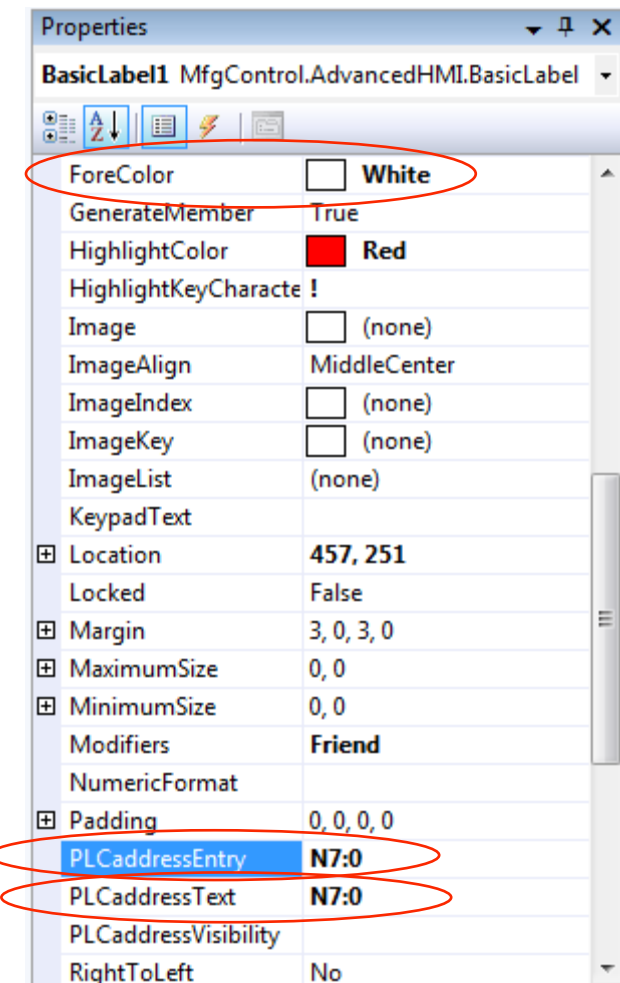 Properties
BasicLabel1 MfgControl.AdvancedHMI.BasicLabel
ForeColor White
GenerateMember True
HighlightColor Red
HighlightKeyCharacte !
Image (none)
ImageAlign MiddleCenter
ImageIndex (none)
ImageKey (none)
ImageList (none)
KeypadText
Location 457, 251
Locked False
Margin 3, 0, 3, 0
MaximumSize 0, 0
MinimumSize 0, 0
Modifiers Friend
NumericFormat
Padding 0, 0, 0, 0
PLCaddressEntry N7:0
PLCaddressText N7:0
PLCaddressVisibility
RightToLeft No